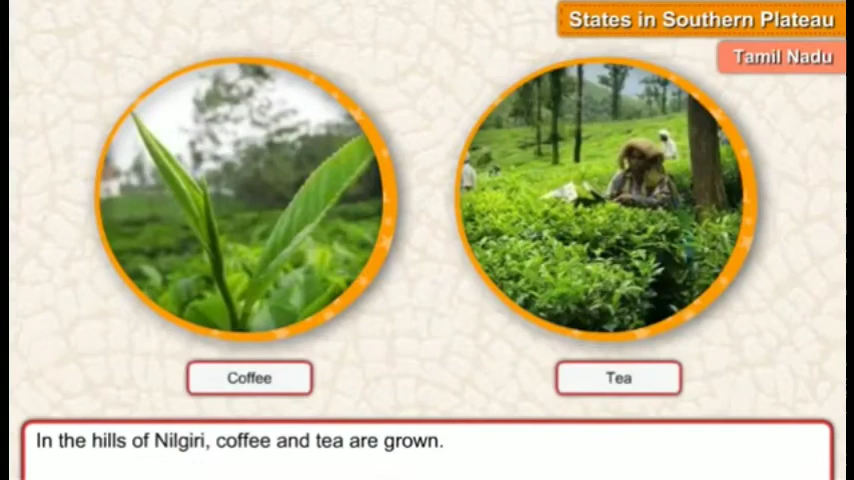 States in Southern Plateau
Tamil Nadu
Coffee
Tea
In the hills of Nilgiri, coffee and tea are grown.